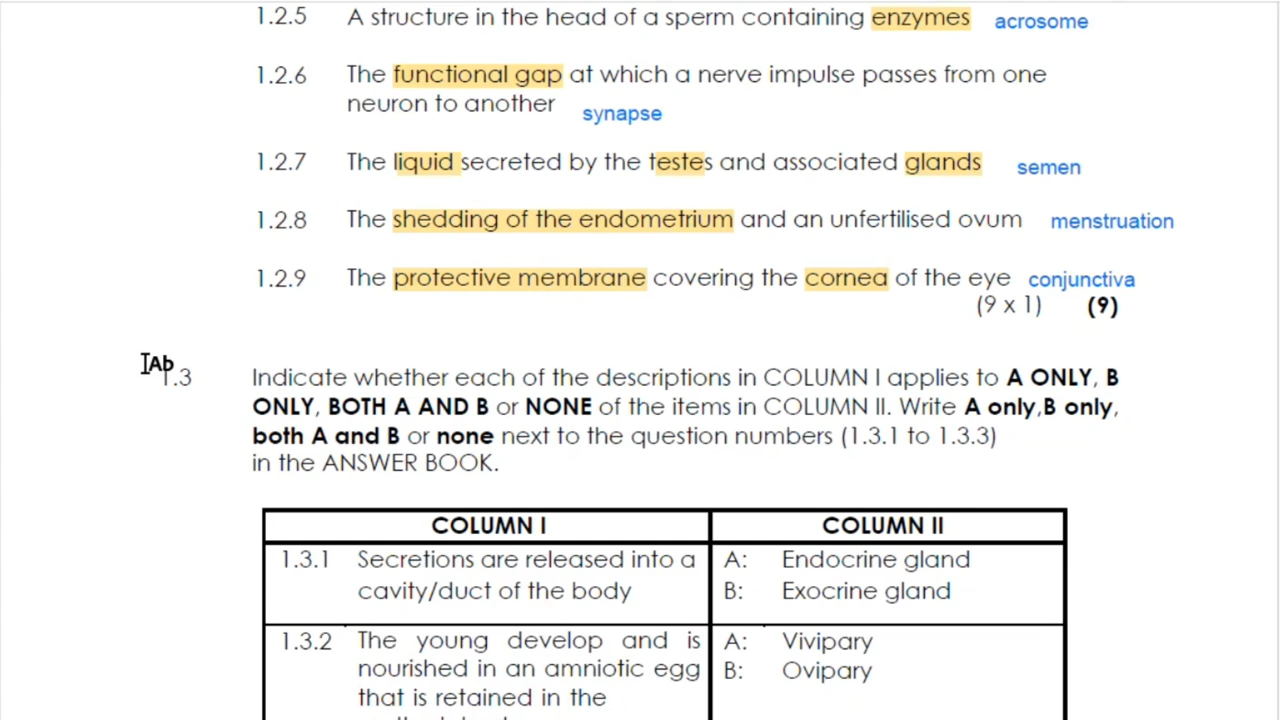 1.2.5 A structure in the head of a sperm containing enzymes acrosome
1.2.6 The functional gap at which a nerve impulse passes from one
neuron to another synapse
1.2.7 The liquid secreted by the testes and associated glands semen
1.2.8 The shedding of the endometrium and an unfertilised ovum menstruation
1.2.9 The protective membrane covering the cornea of the eye conjunctiva
(9 x 1) (9)
Ab
1.3 Indicate whether each of the descriptions in COLUMN I applies to A ONLY, B
ONLY, BOTH A AND B or NONE of the items in COLUMN II. Write A only,B only,
both A and B or none next to the question numbers (1.3.1 to 1.3.3)
in the ANSWER BOOK.
COLUMN I COLUMN II
1.3.1 Secretions are released into a A: Endocrine gland
cavity/duct of the body B: Exocrine gland
1.3.2 The young develop and is A: Vivipary
nourished in an amniotic egg B: Ovipary
that is retained in the